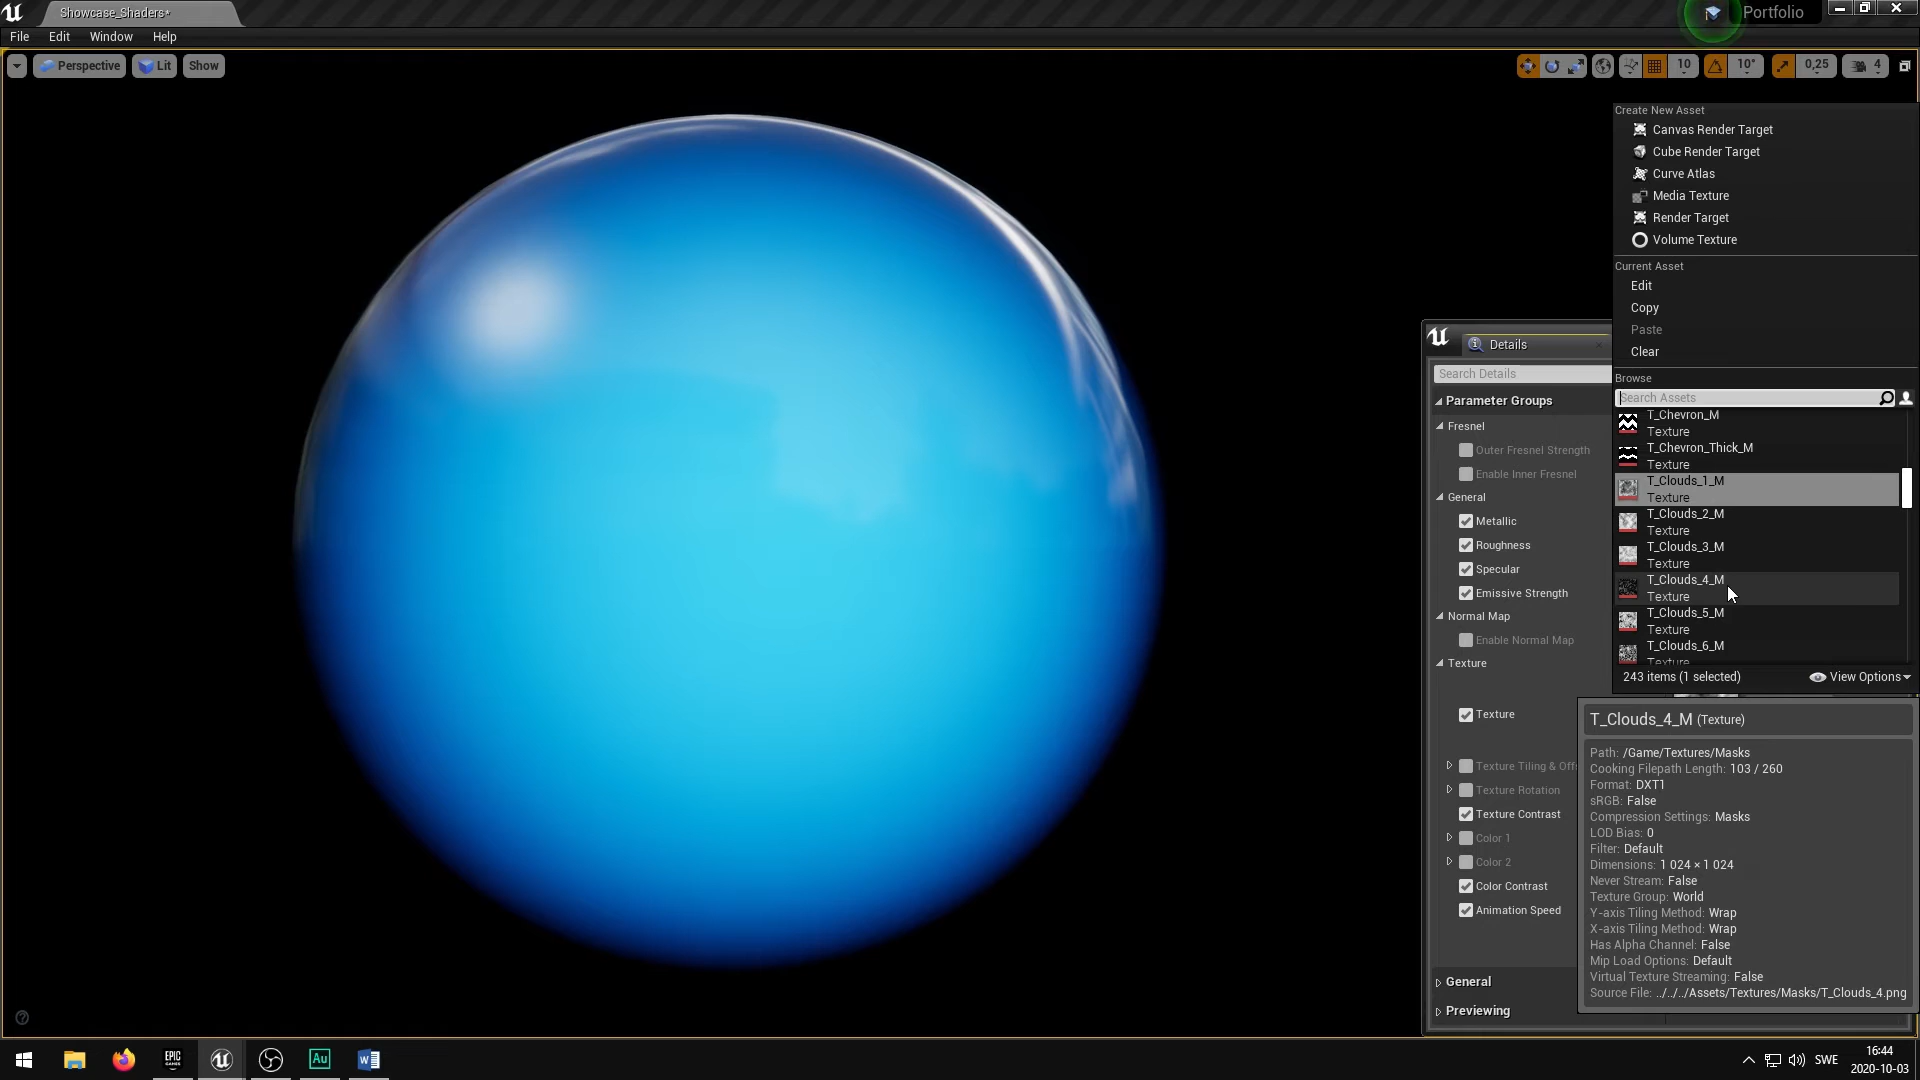 Showcase_Shaders*
Portfolio
File Edit Window Help
Perspective Lit Show
10 10° 0,25 4
Create New Asset
Canvas Render Target
Cube Render Target
Curve Atlas
Media Texture
Render Target
Volume Texture
Current Asset
Edit
Copy
Paste
Clear
Browse
Search Assets
T_Chevron_M
Texture
T_Chevron_Thick_M
Texture
T_Clouds_1_M
Texture
T_Clouds_2_M
Texture
T_Clouds_3_M
Texture
T_Clouds_4_M
Texture
T_Clouds_5_M
Texture
T_Clouds_6_M
Texture
243 items (1 selected) View Options
Details
Search Details
Parameter Groups
Fresnel
Outer Fresnel Strength
Enable Inner Fresnel
General
Metallic
Roughness
Specular
Emissive Strength
Normal Map
Enable Normal Map
Texture
Texture
Texture Tiling & Off
Texture Rotation
Texture Contrast
Color 1
Color 2
Color Contrast
Animation Speed
General
Previewing
T_Clouds_4_M (Texture)
Path: /Game/Textures/Masks
Cooking Filepath Length: 103 / 260
Format: DXT1
sRGB: False
Compression Settings: Masks
LOD Bias: 0
Filter: Default
Dimensions: 1 024 × 1 024
Never Stream: False
Texture Group: World
Y-axis Tiling Method: Wrap
X-axis Tiling Method: Wrap
Has Alpha Channel: False
Mip Load Options: Default
Virtual Texture Streaming: False
Source File: ../../../Assets/Textures/Masks/T_Clouds_4.png
EPIC
GAMES
Au
W
SWE
16:44
2020-10-03